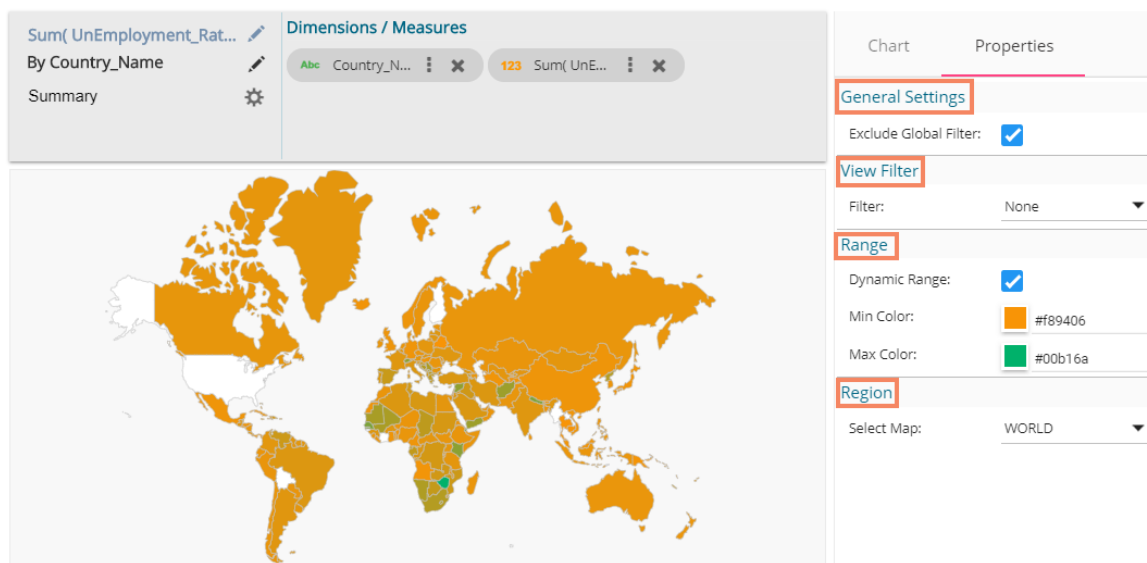 Sum( UnEmployment_Rat...
By Country_Name
Summary
Dimensions / Measures
Abc Country_N...
123 Sum( UnE...
Chart Properties
General Settings
Exclude Global Filter:
View Filter
Filter: None
Range
Dynamic Range:
Min Color: #f89406
Max Color: #00b16a
Region
Select Map: WORLD